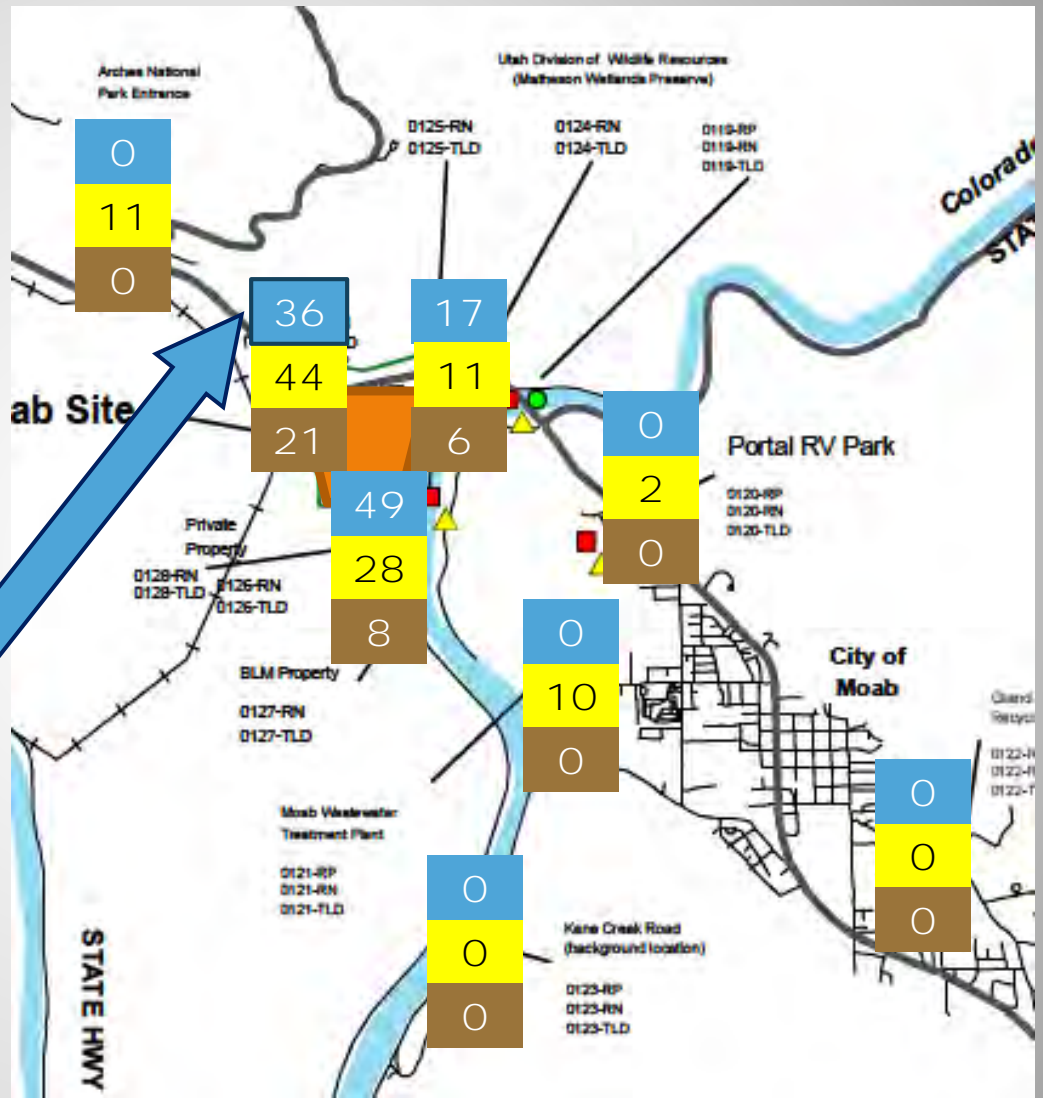 Arches National
Park Entrance
Utah Division of Wildlife Resources
(Matheson Wetlands Preserve)
0125-RN
0125-TLD
0124-RN
0124-TLD
0119-RP
0119-RN
0119-TLD
Colorado
0
11
0
36
44
21
17
11
6
ab Site
0
2
0
Portal RV Park
0120-RP
0120-RN
0120-TLD
49
28
8
Private
Property
0128-RN
0128-TLD
0126-RN
0126-TLD
BLM Property
0127-RN
0127-TLD
0
10
0
City of
Moab
Grand
0122-
0122-
0122-T
0
0
0
Moab Wastewater
Treatment Plant
0121-RP
0121-RN
0121-TLD
0
0
0
Kane Creek Road
(background location)
0123-RP
0123-RN
0123-TLD
STATE HWY